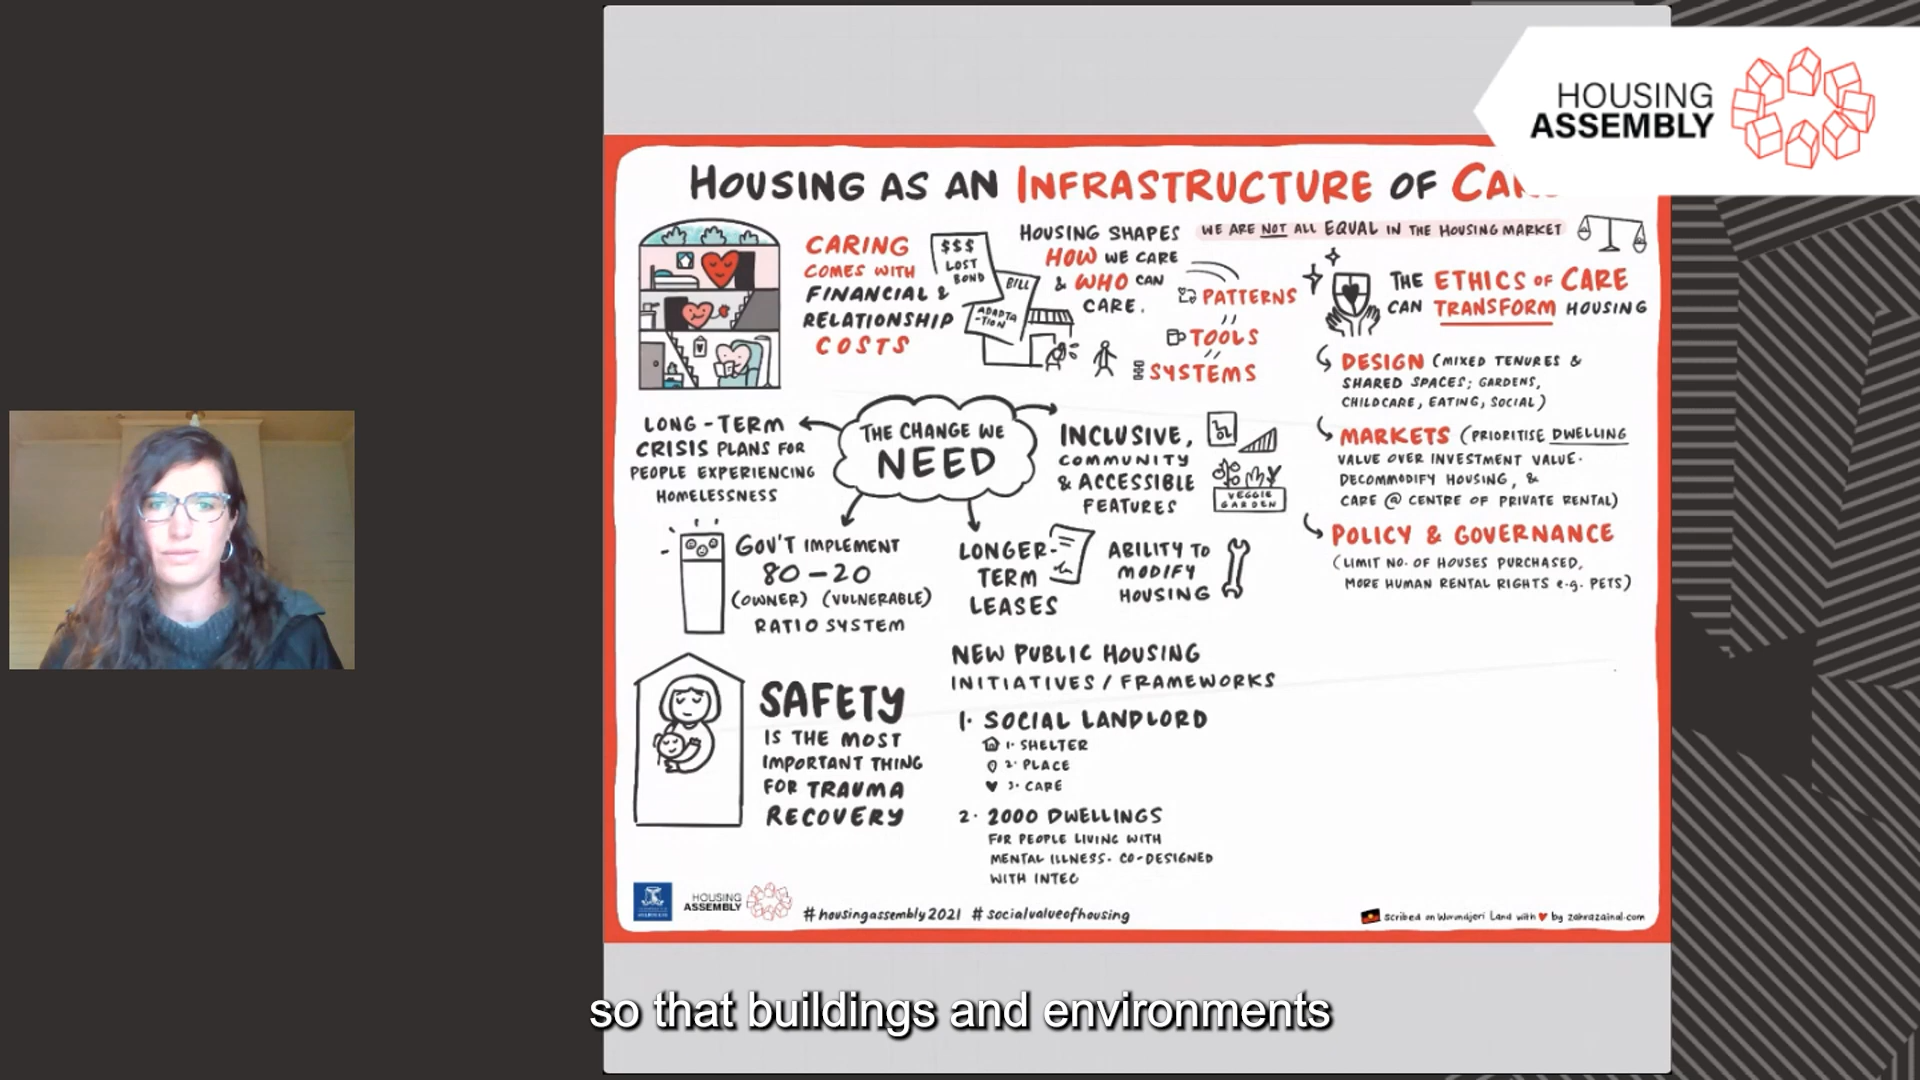 HOUSING
ASSEMBLY
HOUSING AS AN INFRASTRUCTURE OF
CARING
COMES WITH
FINANCIAL &
RELATIONSHIP
COSTS
$$$
LOST
BOND
BILL
ADAPTA
-TION
HOUSING SHAPES
HOW WE CARE
& WHO CAN
CARE.
PATTERNS
TOOLS
SYSTEMS
WE ARE NOT ALL EQUAL IN THE HOUSING MARKET
THE ETHICS OF CARE
CAN TRANSFORM HOUSING
DESIGN (MIXED TENURES &
SHARED SPACES; GARDENS,
CHILDCARE, EATING, SOCIAL)
MARKETS (PRIORITISE DWELLING
VALUE OVER INVESTMENT VALUE.
DECOMMODIFY HOUSING, &
CARE @ CENTRE OF PRIVATE RENTAL)
POLICY & GOVERNANCE
(LIMIT NO. OF HOUSES PURCHASED,
MORE HUMAN RENTAL RIGHTS e.g. PETS)
THE CHANGE WE
NEED
LONG-TERM
CRISIS PLANS FOR
PEOPLE EXPERIENCING
HOMELESSNESS
INCLUSIVE,
COMMUNITY
& ACCESSIBLE
FEATURES
VEGGIE
GARDEN
GOV'T IMPLEMENT
80-20
(OWNER) (VULNERABLE)
RATIO SYSTEM
LONGER-
TERM
LEASES
ABILITY TO
MODIFY
HOUSING
SAFETY
IS THE MOST
IMPORTANT THING
FOR TRAUMA
RECOVERY
NEW PUBLIC HOUSING
INITIATIVES / FRAMEWORKS
1. SOCIAL LANDLORD
1. SHELTER
2. PLACE
3. CARE
2. 2000 DWELLINGS
FOR PEOPLE LIVING WITH
MENTAL ILLNESS. CO-DESIGNED
WITH INTEC
HOUSING
ASSEMBLY
#housingassembly2021 #socialvalueofhousing
scribed on Wurundjeri Land with ♥ by zahrazainal.com
so that buildings and environments